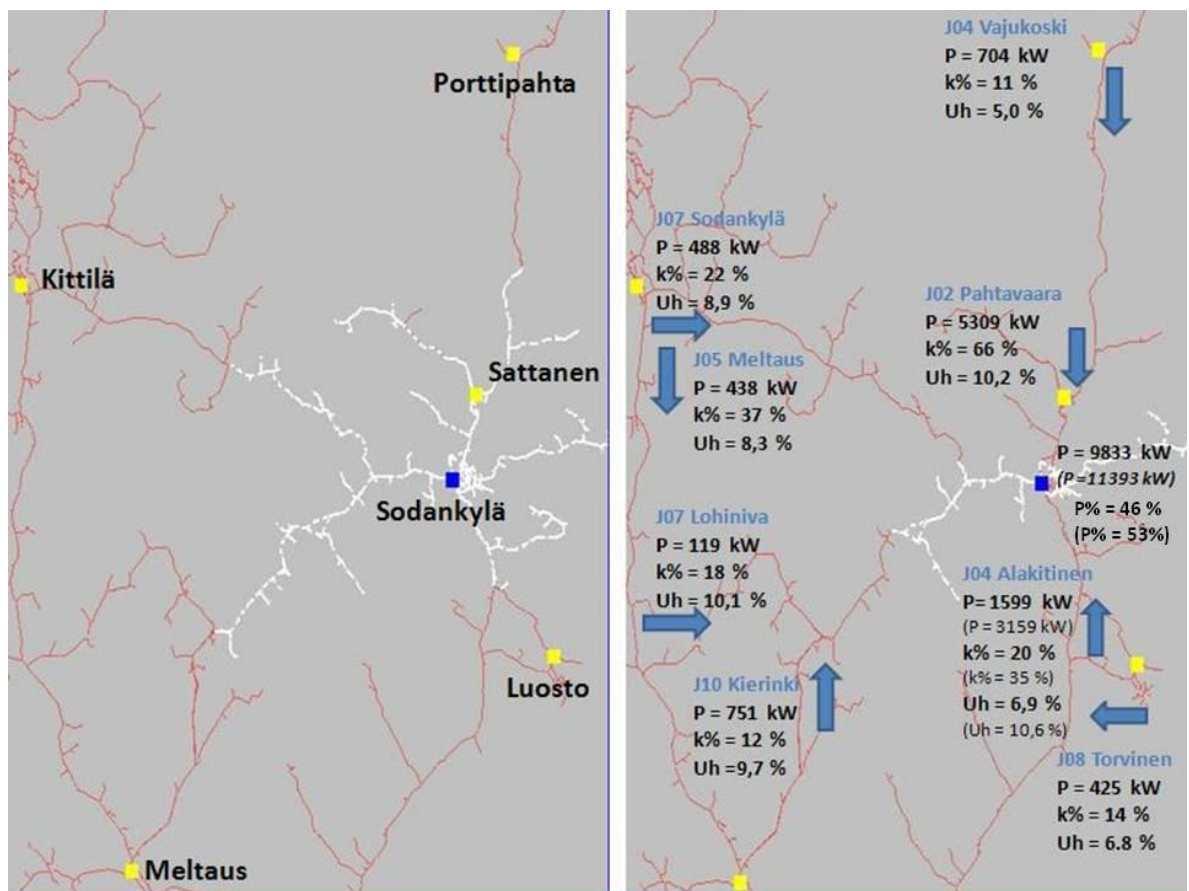 Porttipahta
Kittilä
Sattanen
Sodankylä
Luosto
Meltaus
J04 Vajukoski
P = 704 kW
k% = 11 %
Uh = 5,0 %
J07 Sodankylä
P = 488 kW
k% = 22 %
Uh = 8,9 %
J02 Pahtavaara
P = 5309 kW
k% = 66 %
Uh = 10,2 %
J05 Meltaus
P = 438 kW
k% = 37 %
Uh = 8,3 %
P = 9833 kW
(P =11393 kW)
P% = 46 %
(P% = 53%)
J07 Lohiniva
P = 119 kW
k% = 18 %
Uh = 10,1 %
J04 Alakitinen
P= 1599 kW
(P = 3159 kW)
k% = 20 %
(k% = 35 %)
Uh = 6,9 %
(Uh = 10,6 %)
J10 Kierinki
P = 751 kW
k% = 12 %
Uh =9,7 %
J08 Torvinen
P = 425 kW
k% = 14 %
Uh = 6.8 %